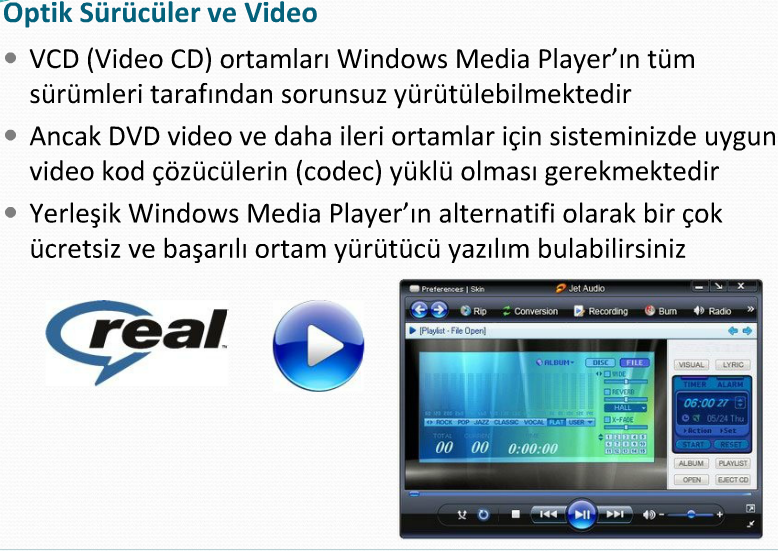 Optik Sürücüler ve Video
VCD (Video CD) ortamları Windows Media Player’ın tüm
sürümleri tarafından sorunsuz yürütülebilmektedir
Ancak DVD video ve daha ileri ortamlar için sisteminizde uygun
video kod çözücülerin (codec) yüklü olması gerekmektedir
Yerleşik Windows Media Player’ın alternatifi olarak bir çok
ücretsiz ve başarılı ortam yürütücü yazılım bulabilirsiniz
real
Preferences | Skin Jet Audio
Rip Conversion Recording Burn Radio
[Playlist - File Open]
ALBUM DISC FILE
WIDE
REVERB
HALL
X-FADE
ROCK POP JAZZ CLASSIC VOCAL FLAT USER
TOTAL
00 00 0:00:00
VISUAL LYRIC
TIMER ALARM
06:00 27
05/24 Thu
Action Set
START RESET
ALBUM PLAYLIST
OPEN EJECT CD